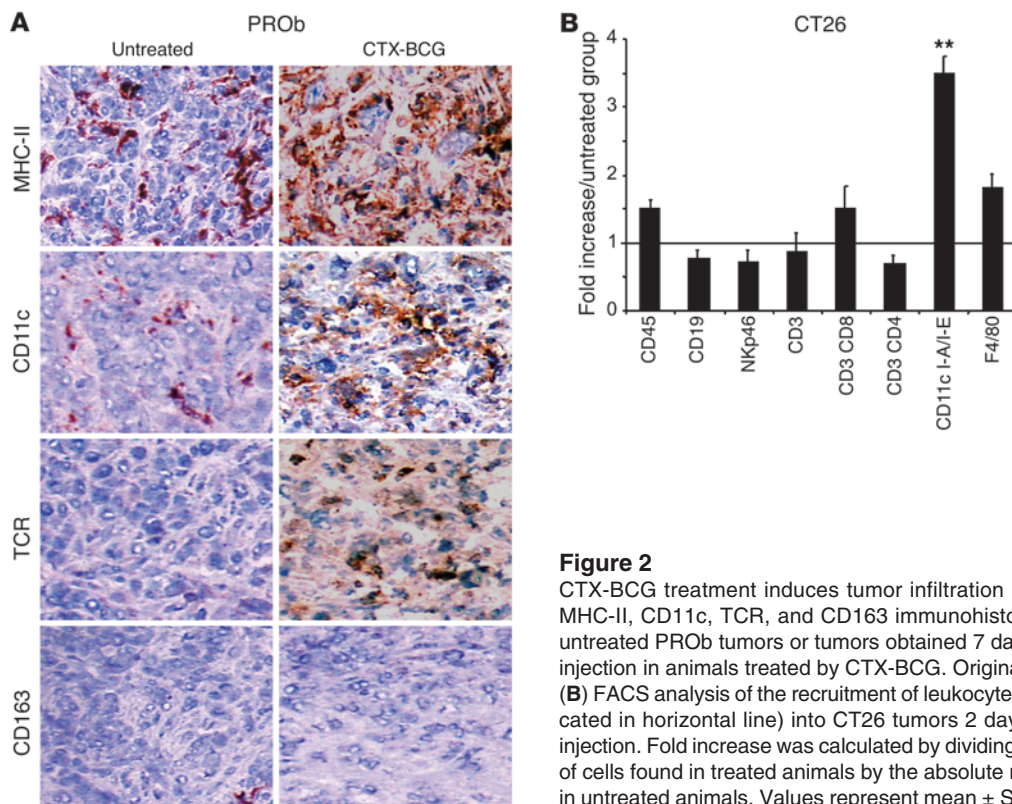 A
PROb
Untreated
CTX-BCG
MHC-II
CD11c
TCR
CD163
B
CT26
Fold increase/untreated group
4
3
2
1
0
**
CD45
CD19
NKp46
CD3
CD3 CD8
CD3 CD4
CD11c I-A/I-E
F4/80
Figure 2
CTX-BCG treatment induces tumor infiltration
MHC-II, CD11c, TCR, and CD163 immunohisto
untreated PROb tumors or tumors obtained 7 da
injection in animals treated by CTX-BCG. Origina
(B) FACS analysis of the recruitment of leukocyte
cated in horizontal line) into CT26 tumors 2 day
injection. Fold increase was calculated by dividing
of cells found in treated animals by the absolute
in untreated animals. Values represent mean ± S